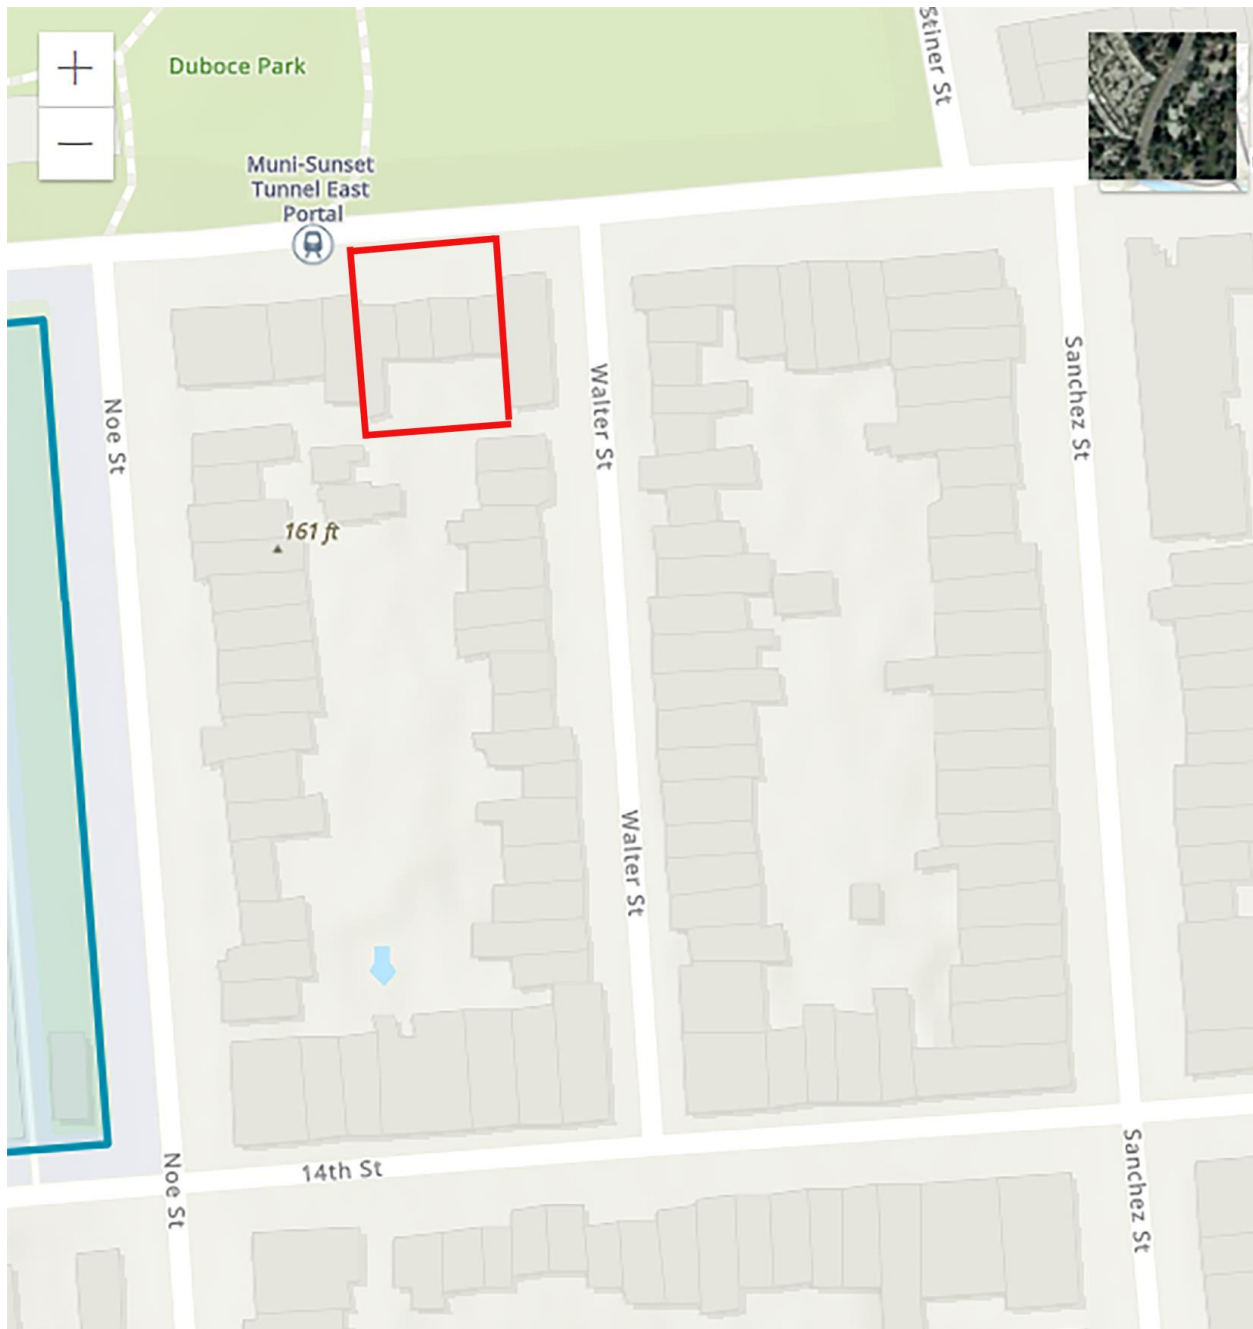 Duboce Park
Stiner St
Muni-Sunset
Tunnel East
Portal
Noe St
Walter St
Sanchez St
161 ft
Walter St
Noe St
14th St
Sanchez St